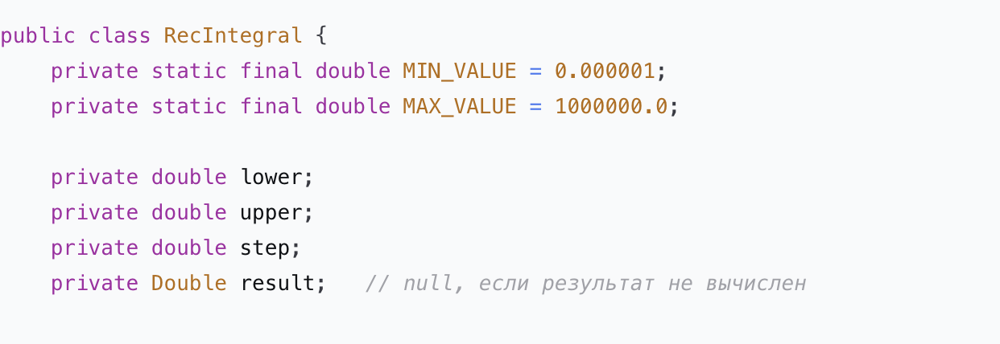 public class RecIntegral {
    private static final double MIN_VALUE = 0.000001;
    private static final double MAX_VALUE = 1000000.0;
    private double lower;
    private double upper;
    private double step;
    private Double result;   // null, если результат не вычислен